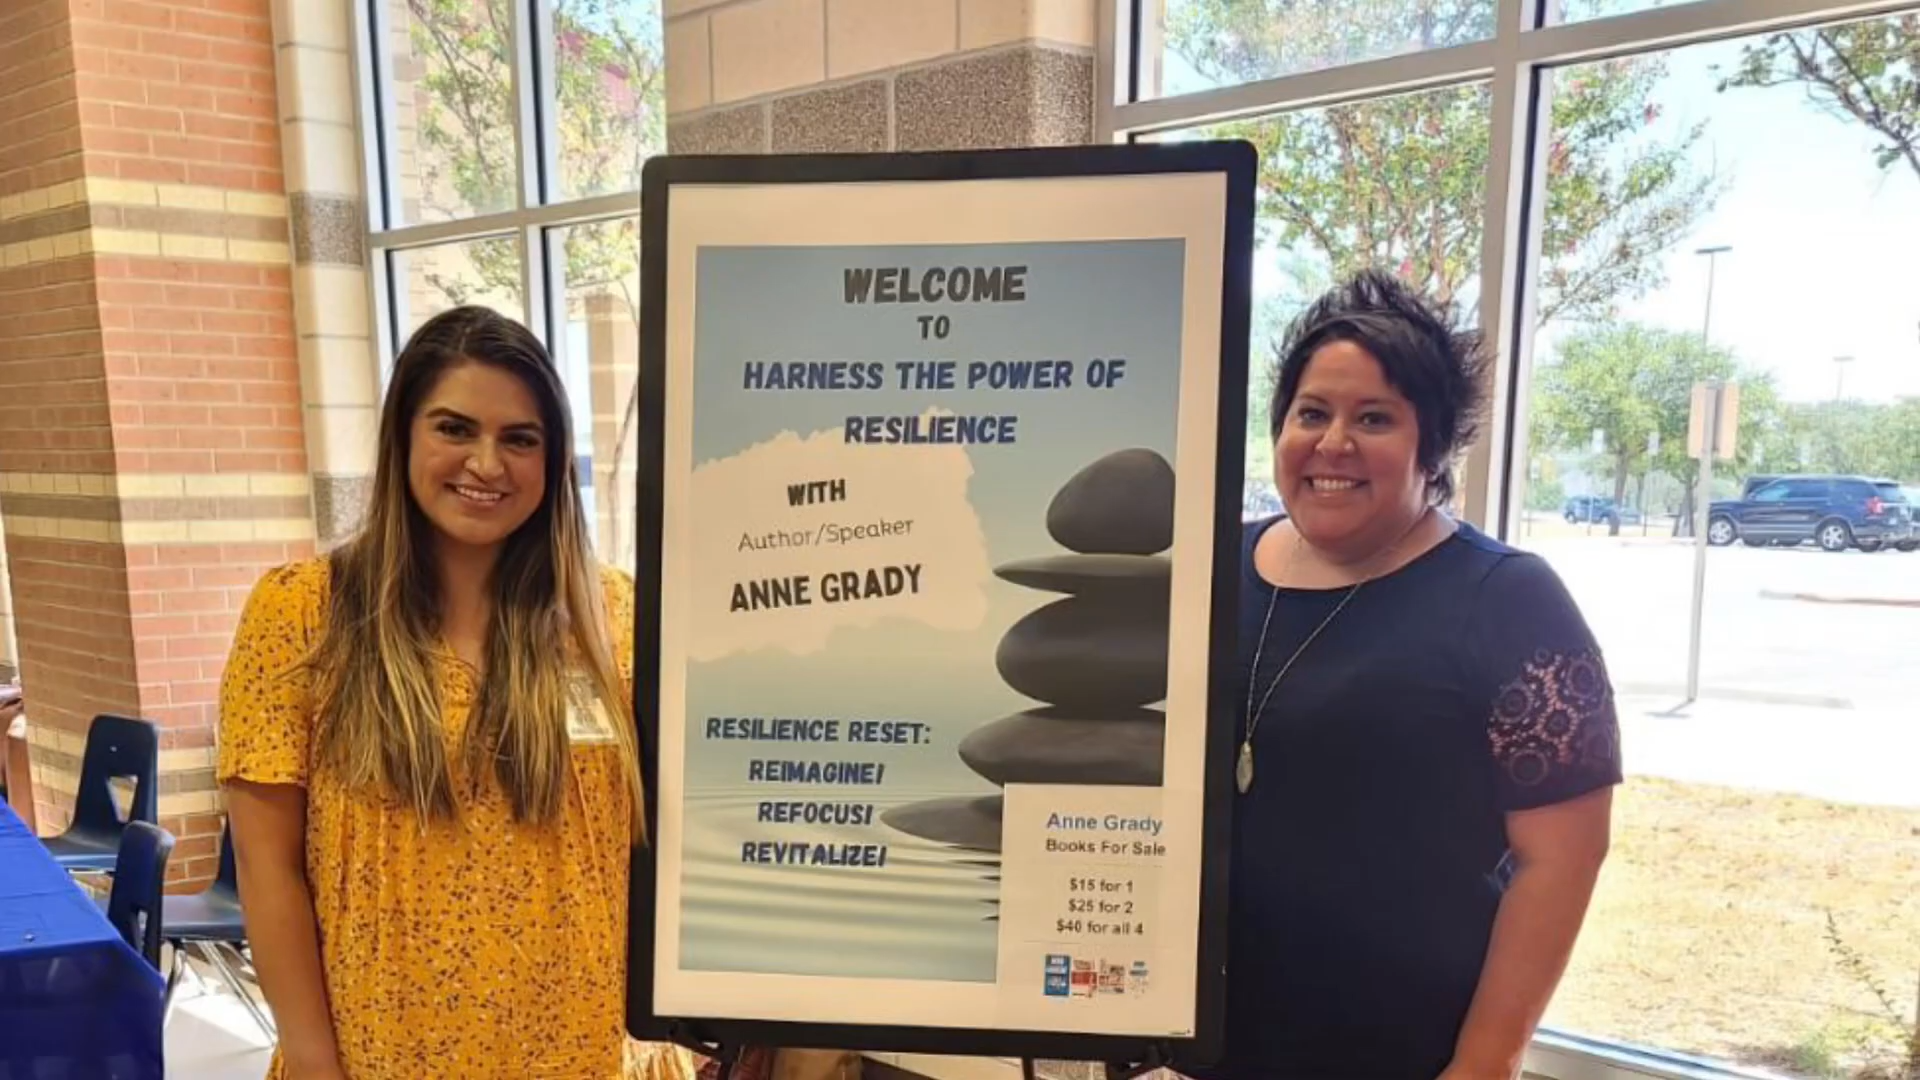 WELCOME
TO
HARNESS THE POWER OF
RESILIENCE
WITH
Author/Speaker
ANNE GRADY
RESILIENCE RESET:
REIMAGINE!
REFOCUS!
REVITALIZE!
Anne Grady
Books For Sale
$15 for 1
$25 for 2
$40 for all 4